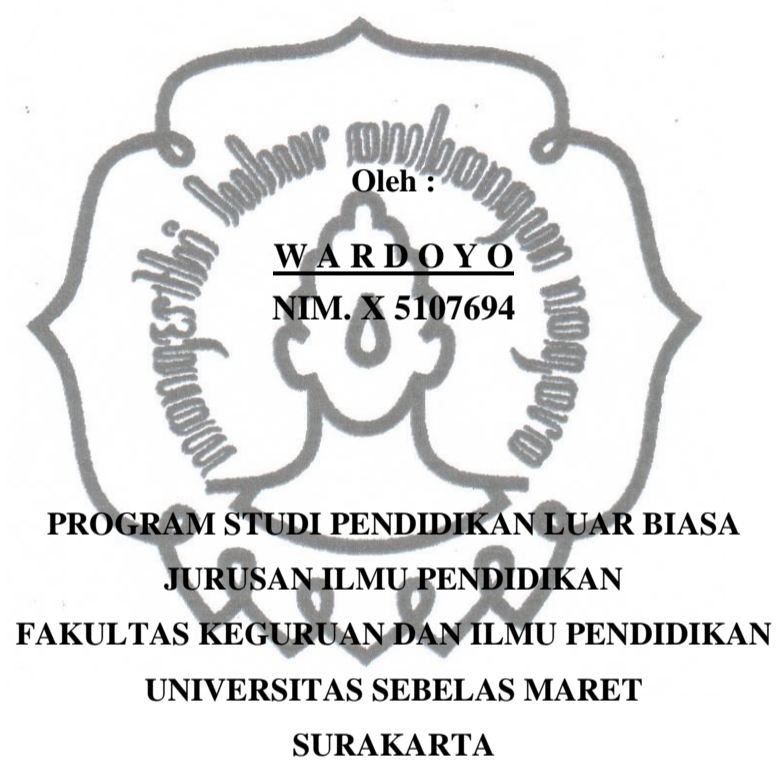 Oleh :
W A R D O Y O
NIM. X 5107694
PROGRAM STUDI PENDIDIKAN LUAR BIASA
JURUSAN ILMU PENDIDIKAN
FAKULTAS KEGURUAN DAN ILMU PENDIDIKAN
UNIVERSITAS SEBELAS MARET
SURAKARTA